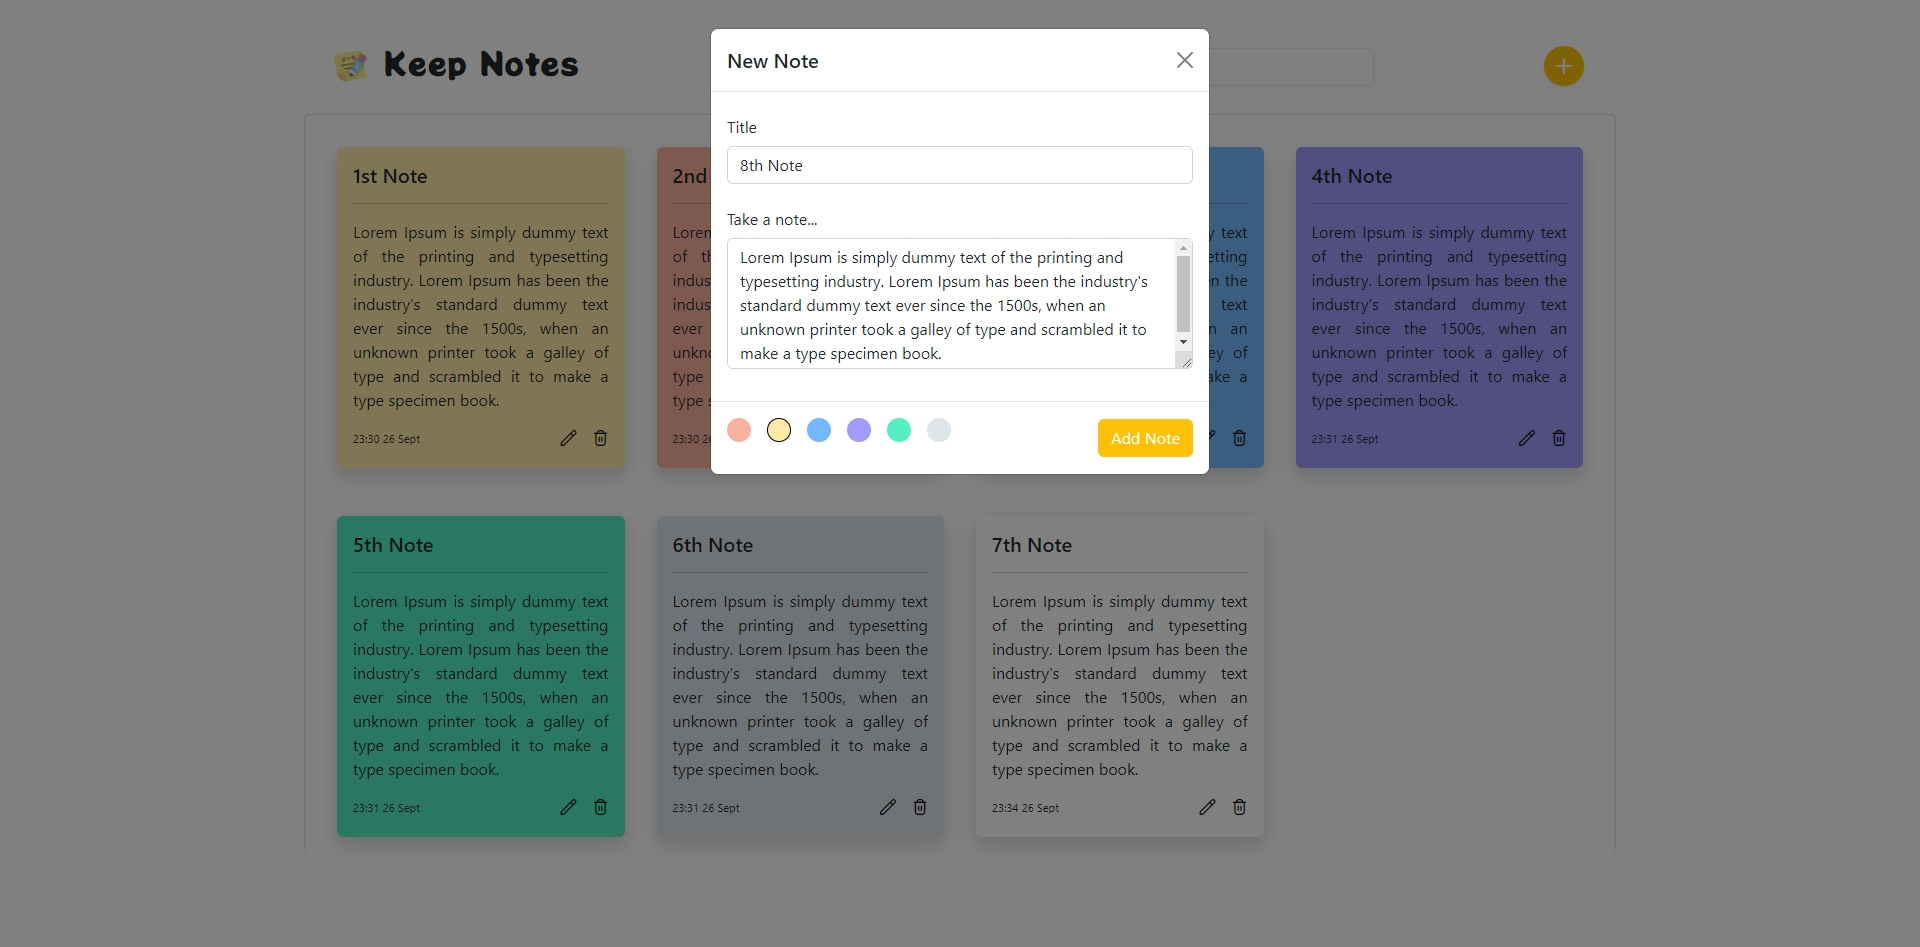 Keep Notes
New Note
Title
8th Note
Take a note...
Lorem Ipsum is simply dummy text of the printing and
typesetting industry. Lorem Ipsum has been the industry's
standard dummy text ever since the 1500s, when an
unknown printer took a galley of type and scrambled it to
make a type specimen book.
Add Note
1st Note
Lorem Ipsum is simply dummy text
of the printing and typesetting
industry. Lorem Ipsum has been the
industry's standard dummy text
ever since the 1500s, when an
unknown printer took a galley of
type and scrambled it to make a
type specimen book.
23:30 26 Sept
2nd
of
type
23:30
text
text
an
of
a
4th Note
Lorem Ipsum is simply dummy text
of the printing and typesetting
industry. Lorem Ipsum has been the
industry's standard dummy text
ever since the 1500s, when an
unknown printer took a galley of
type and scrambled it to make a
type specimen book.
23:31 26 Sept
5th Note
Lorem Ipsum is simply dummy text
of the printing and typesetting
industry. Lorem Ipsum has been the
industry's standard dummy text
ever since the 1500s, when an
unknown printer took a galley of
type and scrambled it to make a
type specimen book.
23:31 26 Sept
6th Note
Lorem Ipsum is simply dummy text
of the printing and typesetting
industry. Lorem Ipsum has been the
industry's standard dummy text
ever since the 1500s, when an
unknown printer took a galley of
type and scrambled it to make a
type specimen book.
23:31 26 Sept
7th Note
Lorem Ipsum is simply dummy text
of the printing and typesetting
industry. Lorem Ipsum has been the
industry's standard dummy text
ever since the 1500s, when an
unknown printer took a galley of
type and scrambled it to make a
type specimen book.
23:34 26 Sept